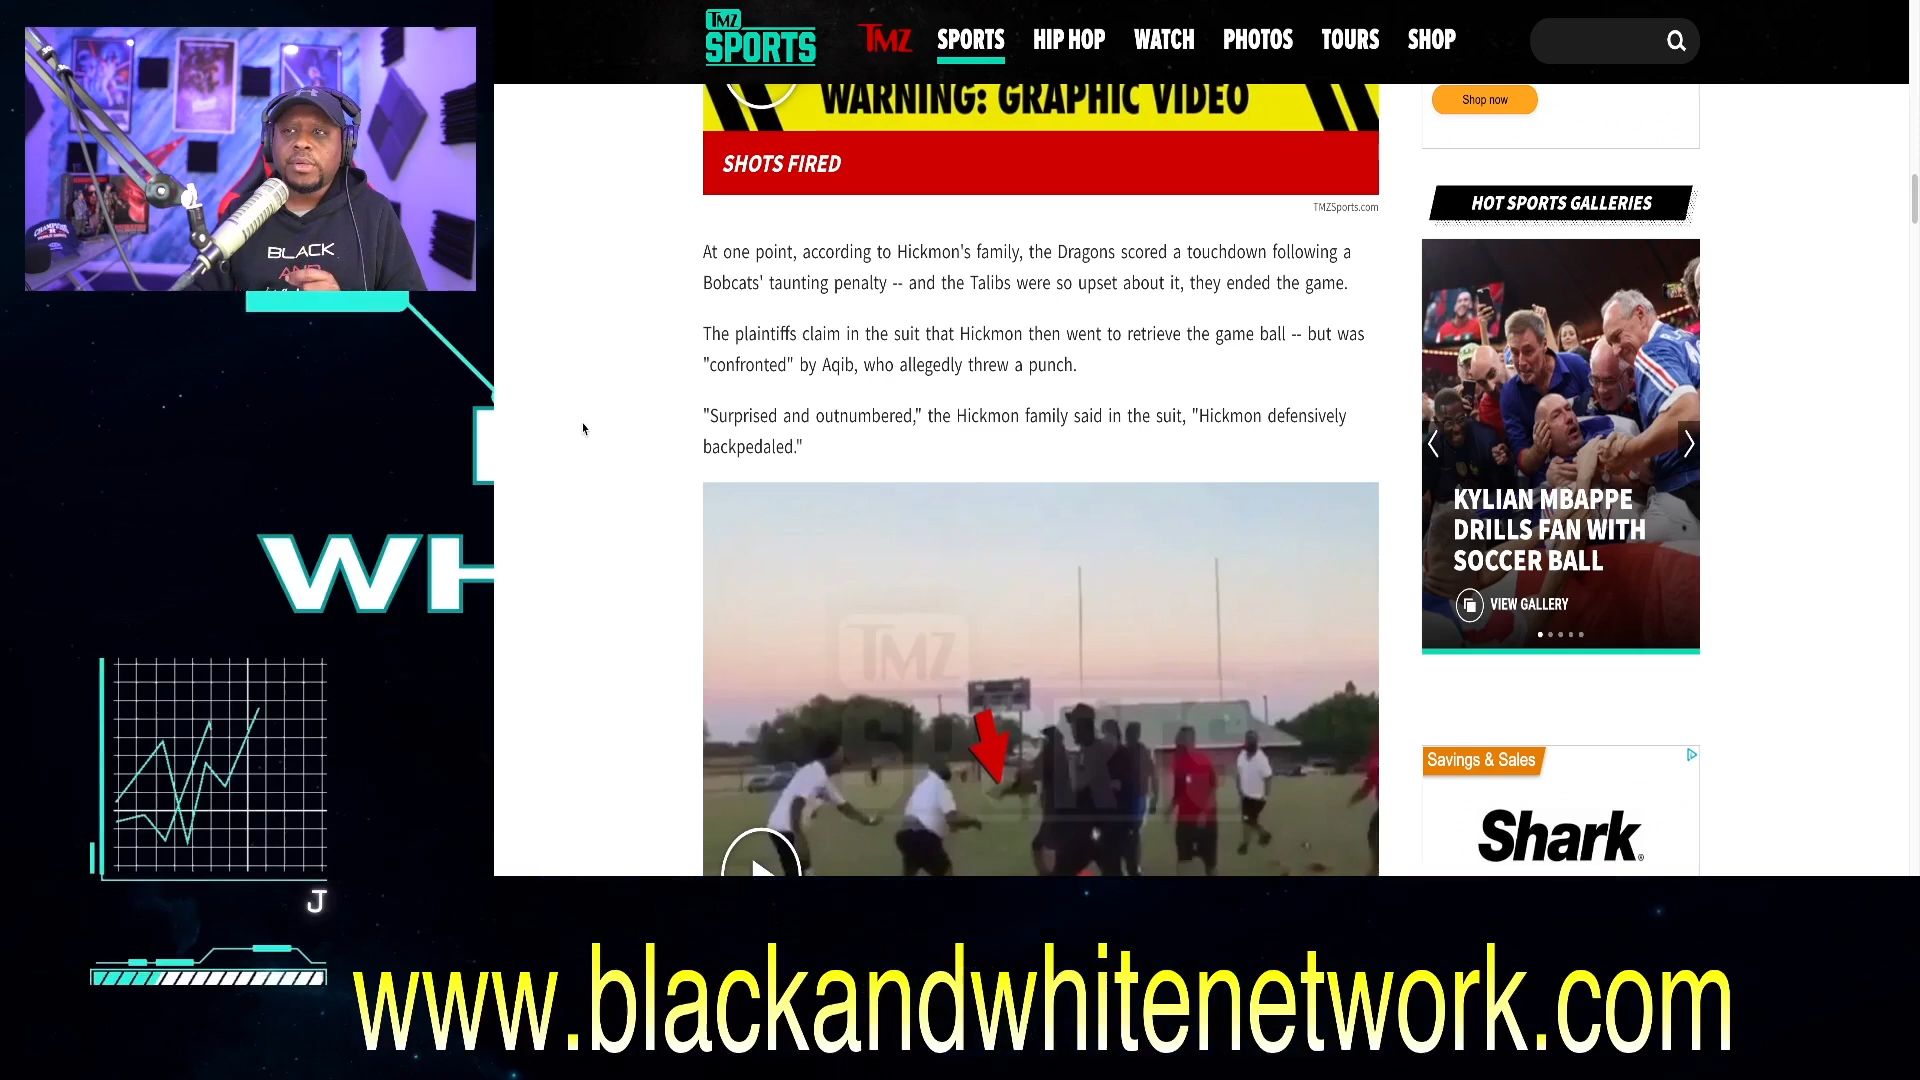 TMZ
SPORTS
TMZ
SPORTS
HIP HOP
WATCH
PHOTOS
TOURS
SHOP
WARNING: GRAPHIC VIDEO
Shop now
SHOTS FIRED
TMZSports.com
HOT SPORTS GALLERIES
BLACK
AND
At one point, according to Hickmon's family, the Dragons scored a touchdown following a
Bobcats' taunting penalty -- and the Talibs were so upset about it, they ended the game.
The plaintiffs claim in the suit that Hickmon then went to retrieve the game ball -- but was
"confronted" by Aqib, who allegedly threw a punch.
"Surprised and outnumbered," the Hickmon family said in the suit, "Hickmon defensively
backpedaled."
KYLIAN MBAPPE
DRILLS FAN WITH
SOCCER BALL
VIEW GALLERY
WH
TMZ
SPORTS
Savings & Sales
Shark
J
www.blackandwhitenetwork.com